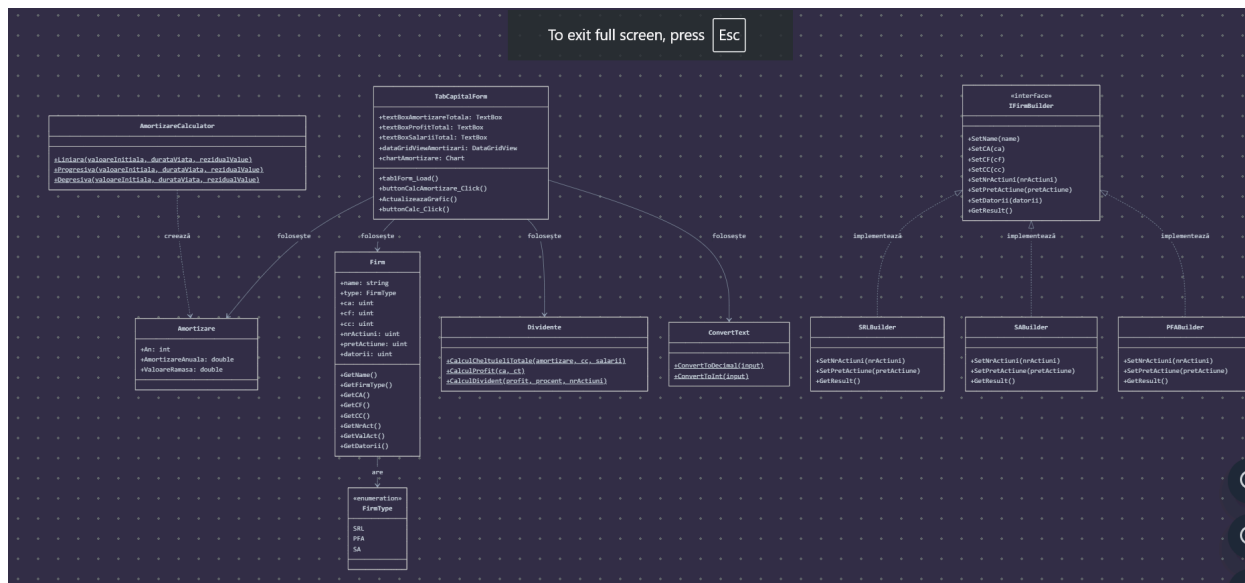 To exit full screen, press Esc
AmortizareCalculator
+Liniara(valoareInitiala, durataViata, rezidualValue)
+Progresiva(valoareInitiala, durataViata, rezidualValue)
+Degresiva(valoareInitiala, durataViata, rezidualValue)
TabCapitalForm
+textBoxAmortizareTotala: TextBox
+textBoxProfitTotal: TextBox
+textBoxSalariiTotal: TextBox
+dataGridViewAmortizari: DataGridView
+chartAmortizare: Chart
+tab1Form_Load()
+buttonCalcAmortizare_Click()
+ActualizeazaGrafic()
+buttonCalc_Click()
«interface»
IFirmBuilder
+SetName(name)
+SetCA(ca)
+SetCF(cf)
+SetCC(cc)
+SetNrActiuni(nrActiuni)
+SetPretActiune(pretActiune)
+SetDatorii(datorii)
+GetResult()
creează
folosește
folosește
folosește
folosește
implementează
implementează
implementează
Amortizare
+An: int
+AmortizareAnuala: double
+ValoareRamasa: double
Firm
+name: string
+type: FirmType
+ca: uint
+cf: uint
+cc: uint
+nrActiuni: uint
+pretActiune: uint
+datorii: uint
+GetName()
+GetFirmType()
+GetCA()
+GetCF()
+GetCC()
+GetNrAct()
+GetValAct()
+GetDatorii()
Dividente
+CalculCheltuieliTotale(amortizare, cc, salarii)
+CalculProfit(ca, ct)
+CalculDivident(profit, procent, nrActiuni)
ConvertText
+ConvertToDecimal(input)
+ConvertToInt(input)
SRLBuilder
+SetNrActiuni(nrActiuni)
+SetPretActiune(pretActiune)
+GetResult()
SABuilder
+SetNrActiuni(nrActiuni)
+SetPretActiune(pretActiune)
+GetResult()
PFABuilder
+SetNrActiuni(nrActiuni)
+SetPretActiune(pretActiune)
+GetResult()
are
«enumeration»
FirmType
SRL
PFA
SA